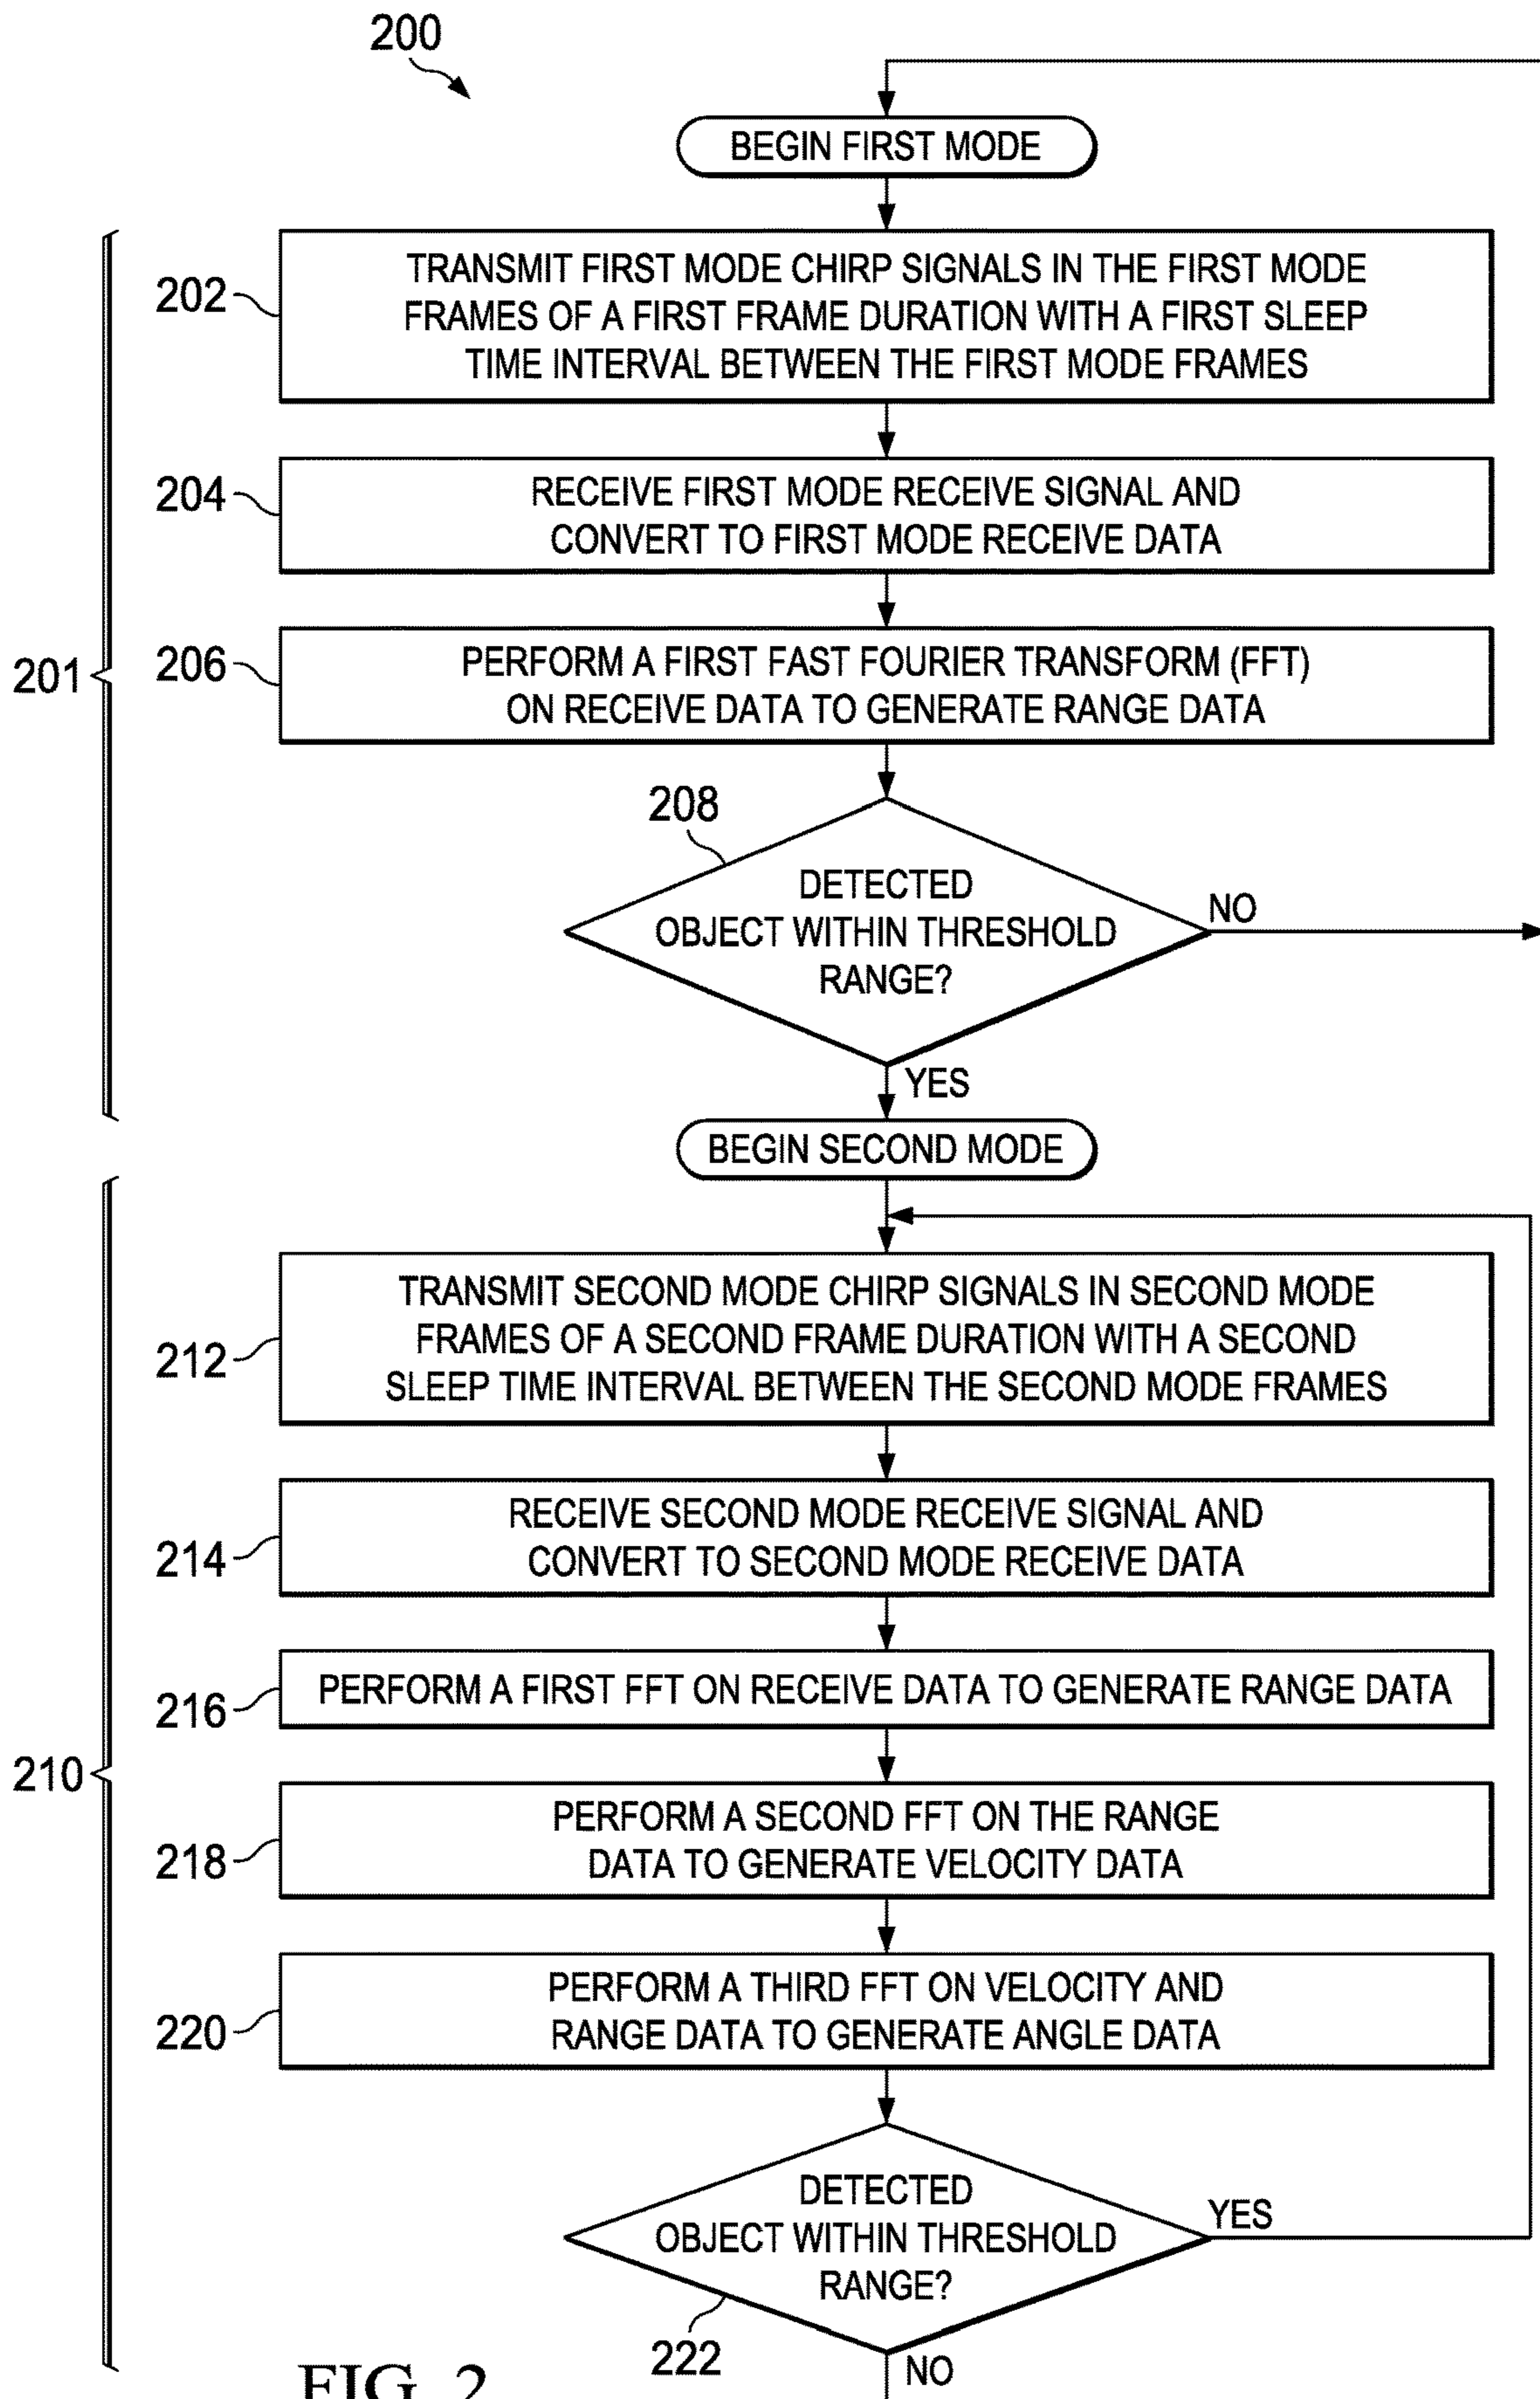 200
BEGIN FIRST MODE
202
TRANSMIT FIRST MODE CHIRP SIGNALS IN THE FIRST MODE
FRAMES OF A FIRST FRAME DURATION WITH A FIRST SLEEP
TIME INTERVAL BETWEEN THE FIRST MODE FRAMES
204
RECEIVE FIRST MODE RECEIVE SIGNAL AND
CONVERT TO FIRST MODE RECEIVE DATA
201
206
PERFORM A FIRST FAST FOURIER TRANSFORM (FFT)
ON RECEIVE DATA TO GENERATE RANGE DATA
208
DETECTED
OBJECT WITHIN THRESHOLD
RANGE?
NO
YES
BEGIN SECOND MODE
212
TRANSMIT SECOND MODE CHIRP SIGNALS IN SECOND MODE
FRAMES OF A SECOND FRAME DURATION WITH A SECOND
SLEEP TIME INTERVAL BETWEEN THE SECOND MODE FRAMES
214
RECEIVE SECOND MODE RECEIVE SIGNAL AND
CONVERT TO SECOND MODE RECEIVE DATA
216
PERFORM A FIRST FFT ON RECEIVE DATA TO GENERATE RANGE DATA
210
218
PERFORM A SECOND FFT ON THE RANGE
DATA TO GENERATE VELOCITY DATA
220
PERFORM A THIRD FFT ON VELOCITY AND
RANGE DATA TO GENERATE ANGLE DATA
DETECTED
OBJECT WITHIN THRESHOLD
RANGE?
YES
222
NO
FIG. 2